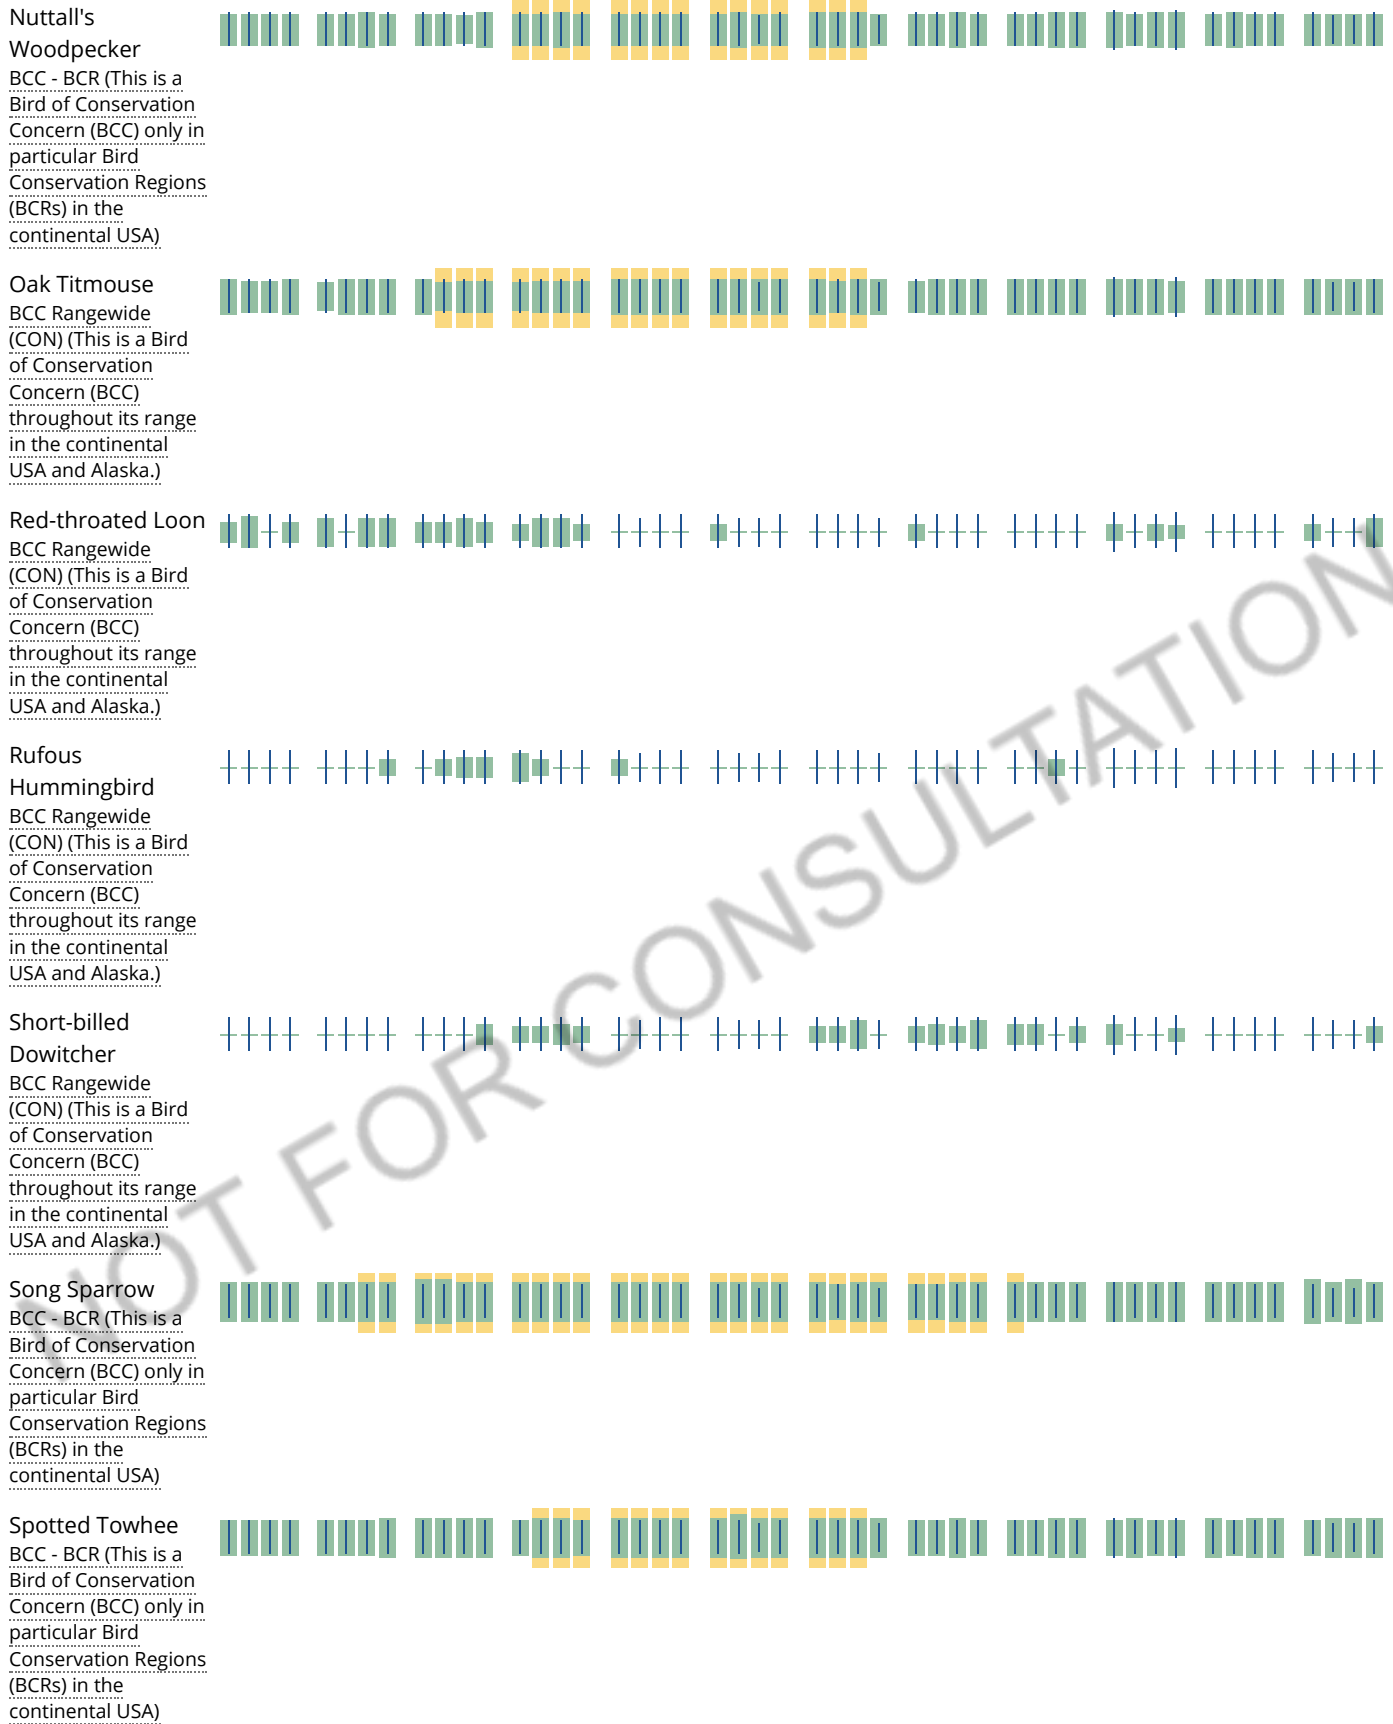 Nuttall's
Woodpecker
BCC - BCR (This is a
Bird of Conservation
Concern (BCC) only in
particular Bird
Conservation Regions
(BCRs) in the
continental USA)
Oak Titmouse
BCC Rangewide
(CON) (This is a Bird
of Conservation
Concern (BCC)
throughout its range
in the continental
USA and Alaska.)
Red-throated Loon
BCC Rangewide
(CON) (This is a Bird
of Conservation
Concern (BCC)
throughout its range
in the continental
USA and Alaska.)
Rufous
Hummingbird
BCC Rangewide
(CON) (This is a Bird
of Conservation
Concern (BCC)
throughout its range
in the continental
USA and Alaska.)
Short-billed
Dowitcher
BCC Rangewide
(CON) (This is a Bird
of Conservation
Concern (BCC)
throughout its range
in the continental
USA and Alaska.)
Song Sparrow
BCC - BCR (This is a
Bird of Conservation
Concern (BCC) only in
particular Bird
Conservation Regions
(BCRs) in the
continental USA)
Spotted Towhee
BCC - BCR (This is a
Bird of Conservation
Concern (BCC) only in
particular Bird
Conservation Regions
(BCRs) in the
continental USA)
NOT FOR CONSULTATION